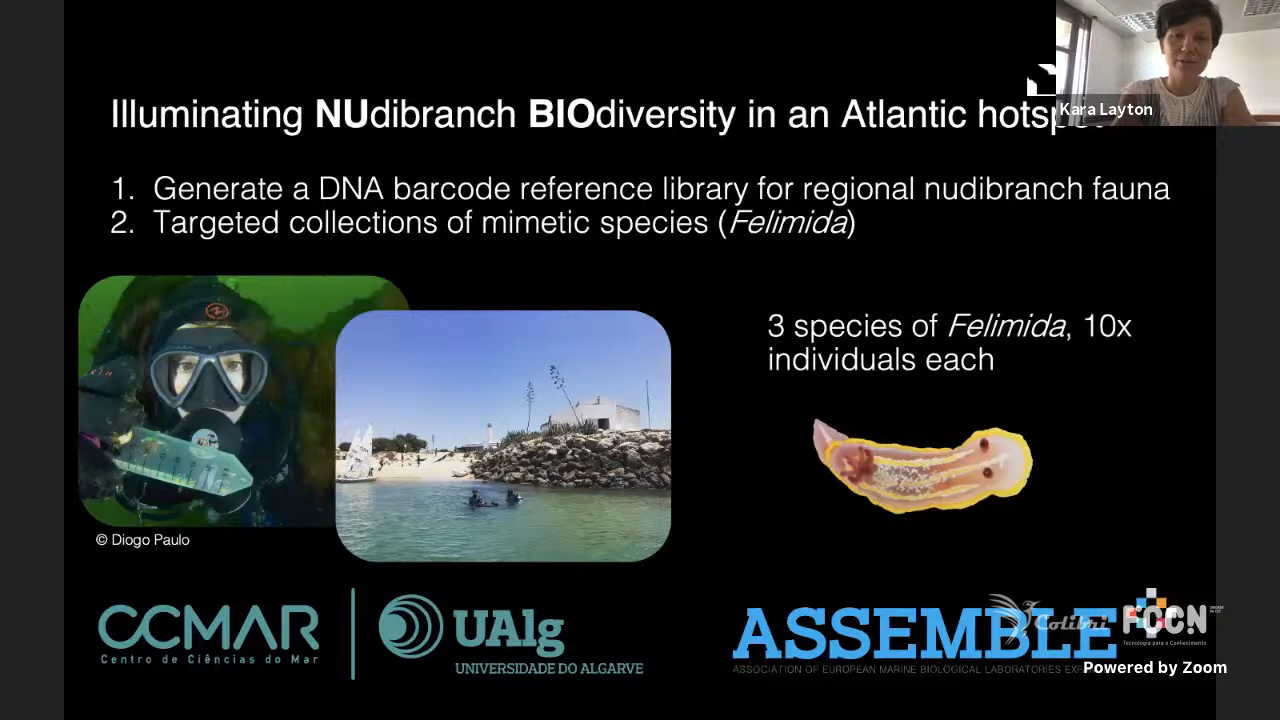 Illuminating NUdibranch BIOdiversity in an Atlantic hotspot
Kara Layton
1. Generate a DNA barcode reference library for regional nudibranch fauna
2. Targeted collections of mimetic species (Felimida)
3 species of Felimida, 10x
individuals each
© Diogo Paulo
CCMAR
Centro de Ciências do Mar
UAlg
UNIVERSIDADE DO ALGARVE
ASSEMBLE
ASSOCIATION OF EUROPEAN MARINE BIOLOGICAL LABORATORIES
Colibri
FCCN
Tecnologia para o Conhecimento
Powered by Zoom